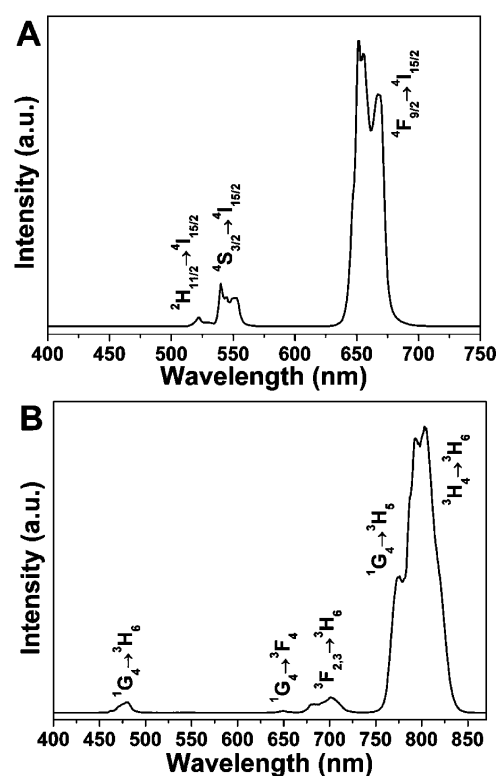 A
Intensity (a.u.)
²H₁₁/₂→⁴I₁₅/₂
⁴S₃/₂→⁴I₁₅/₂
⁴F₉/₂→⁴I₁₅/₂
400 450 500 550 600 650 700 750
Wavelength (nm)
B
Intensity (a.u.)
¹G₄→³H₆
¹G₄→³F₄
³F₂,₃→³H₆
¹G₄→³H₅
³H₄→³H₆
400 450 500 550 600 650 700 750 800 850
Wavelength (nm)